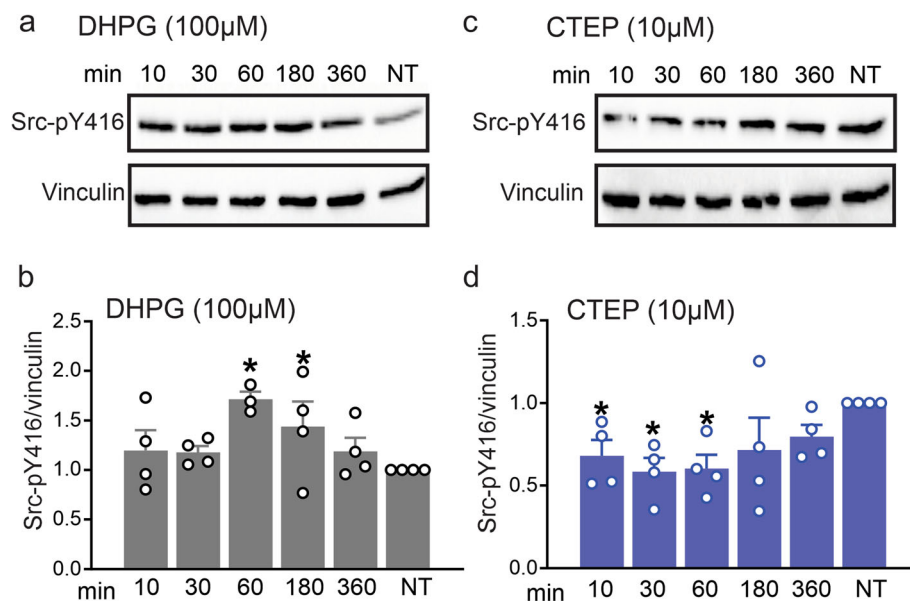 a DHPG (100µM)
min 10 30 60 180 360 NT
Src-pY416
Vinculin
c CTEP (10µM)
min 10 30 60 180 360 NT
Src-pY416
Vinculin
b DHPG (100µM)
Src-pY416/vinculin
2.5
2.0
1.5
1.0
0.5
0.0
* *
min 10 30 60 180 360 NT
d CTEP (10µM)
Src-pY416/vinculin
1.5
1.0
0.5
0.0
* * *
min 10 30 60 180 360 NT